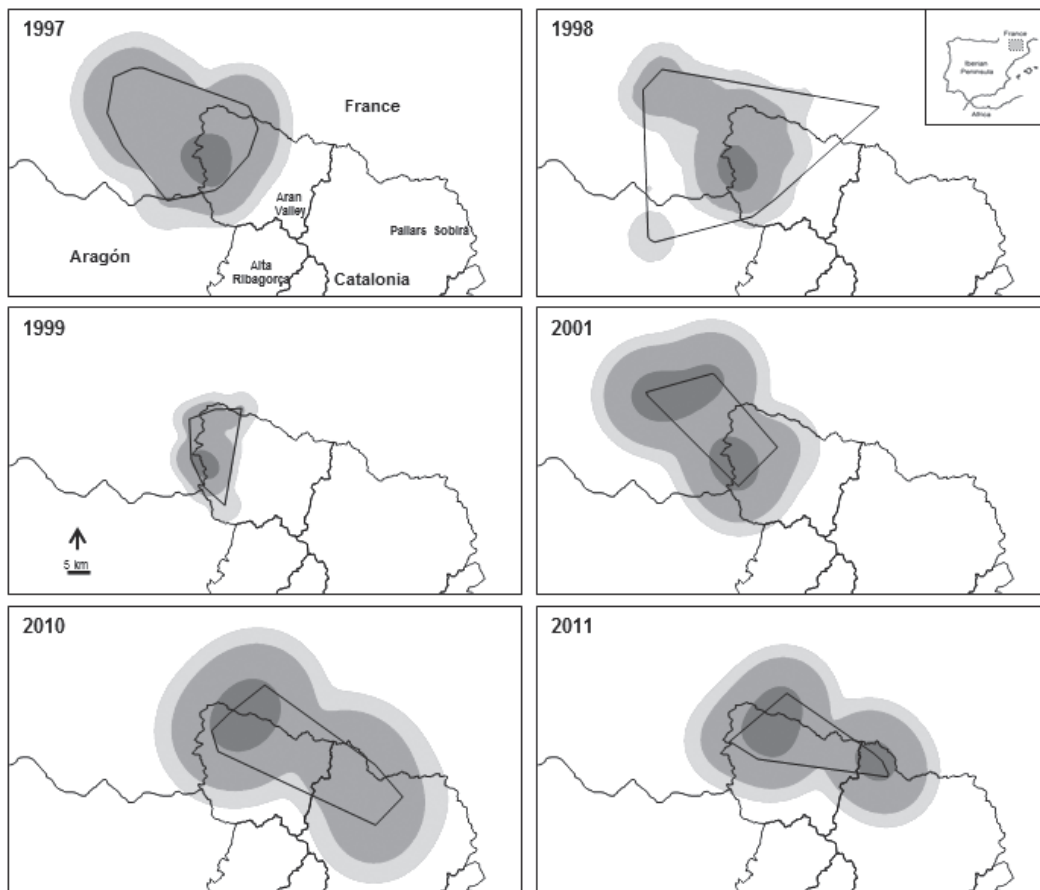 1997
France
Aran
Valley
Pallars Sobirà
Aragón
Alta
Ribagorça
Catalonia
1998
France
Iberian
Peninsula
Africa
1999
5 km
2001
2010
2011